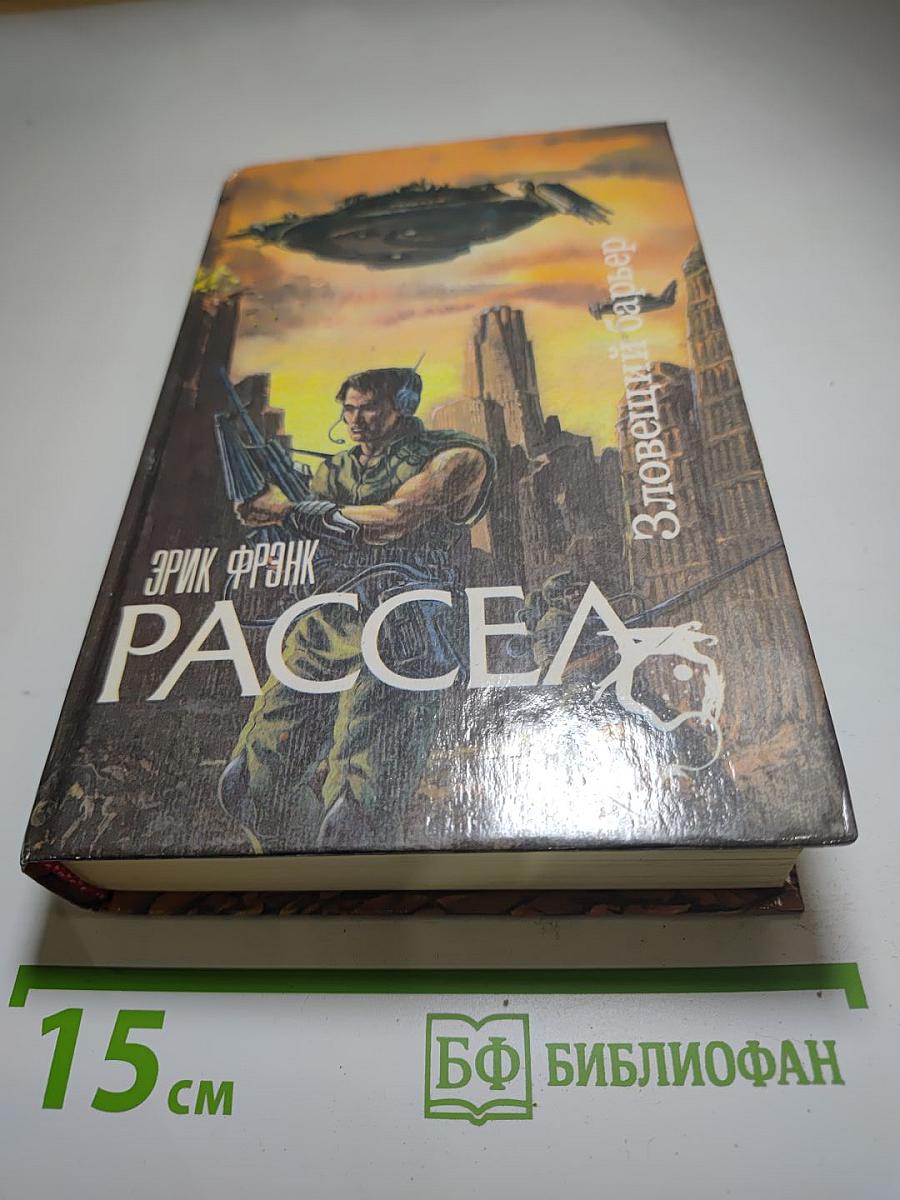 Зловещий барьер
ЭРИК ФРЭНК
РАССЕЛ
15 см
БФ БИБЛИОФАН